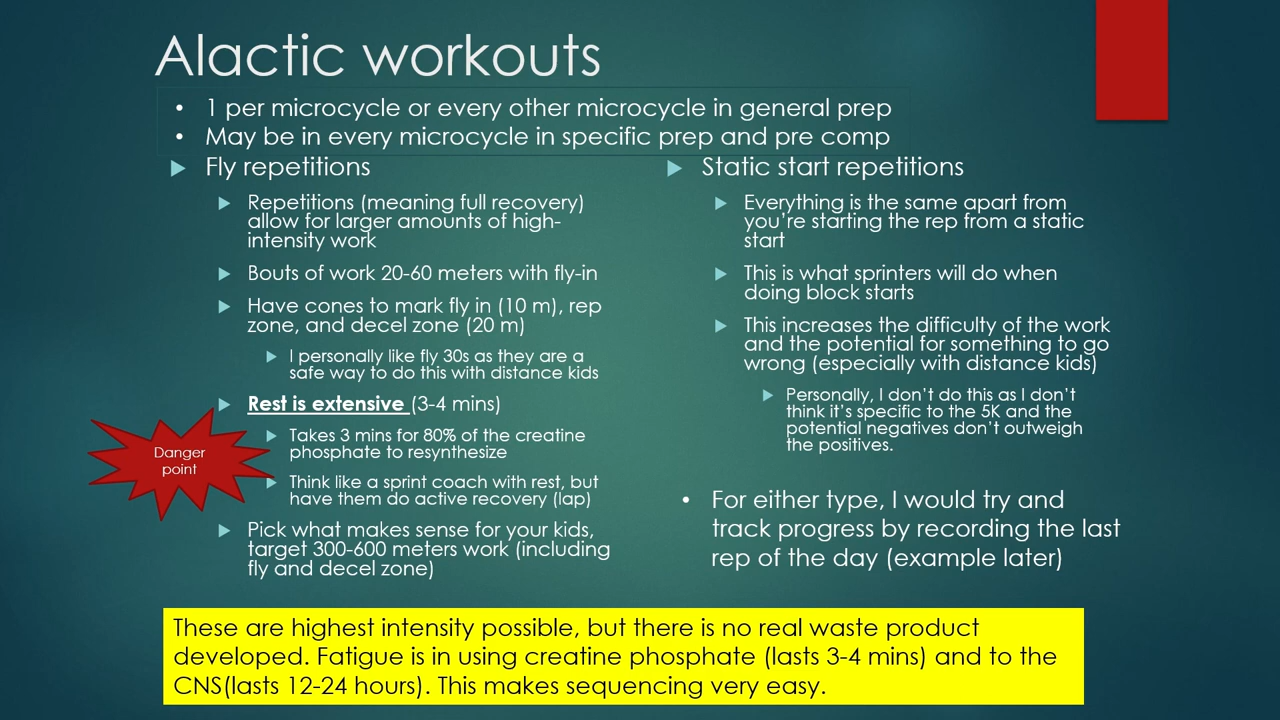 Alactic workouts
• 1 per microcycle or every other microcycle in general prep
• May be in every microcycle in specific prep and pre comp
Fly repetitions
Repetitions (meaning full recovery)
allow for larger amounts of high-
intensity work
Bouts of work 20-60 meters with fly-in
Have cones to mark fly in (10 m), rep
zone, and decel zone (20 m)
I personally like fly 30s as they are a
safe way to do this with distance kids
Rest is extensive (3-4 mins)
Danger
point
Takes 3 mins for 80% of the creatine
phosphate to resynthesize
Think like a sprint coach with rest, but
have them do active recovery (lap)
Pick what makes sense for your kids,
target 300-600 meters work (including
fly and decel zone)
Static start repetitions
Everything is the same apart from
you're starting the rep from a static
start
This is what sprinters will do when
doing block starts
This increases the difficulty of the work
and the potential for something to go
wrong (especially with distance kids)
Personally, I don't do this as I don't
think it's specific to the 5K and the
potential negatives don't outweigh
the positives.
• For either type, I would try and
track progress by recording the last
rep of the day (example later)
These are highest intensity possible, but there is no real waste product
developed. Fatigue is in using creatine phosphate (lasts 3-4 mins) and to the
CNS(lasts 12-24 hours). This makes sequencing very easy.